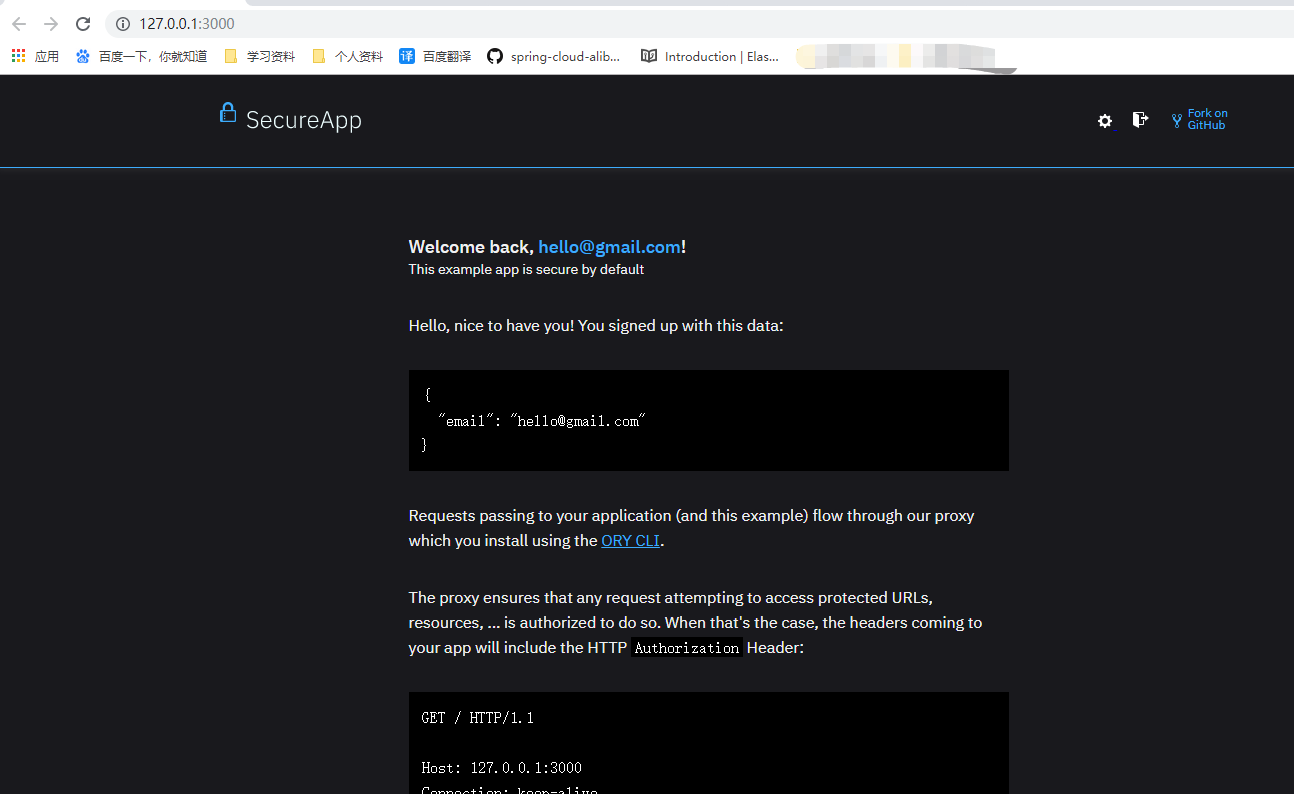 127.0.0.1:3000
应用 百度一下，你就知道 学习资料 个人资料 译 百度翻译 spring-cloud-alib... Introduction | Elas...
SecureApp
Fork on
GitHub
Welcome back, hello@gmail.com!
This example app is secure by default
Hello, nice to have you! You signed up with this data:
{
"email": "hello@gmail.com"
}
Requests passing to your application (and this example) flow through our proxy
which you install using the ORY CLI.
The proxy ensures that any request attempting to access protected URLs,
resources, ... is authorized to do so. When that's the case, the headers coming to
your app will include the HTTP Authorization Header:
GET / HTTP/1.1
Host: 127.0.0.1:3000
Connection: keep-alive